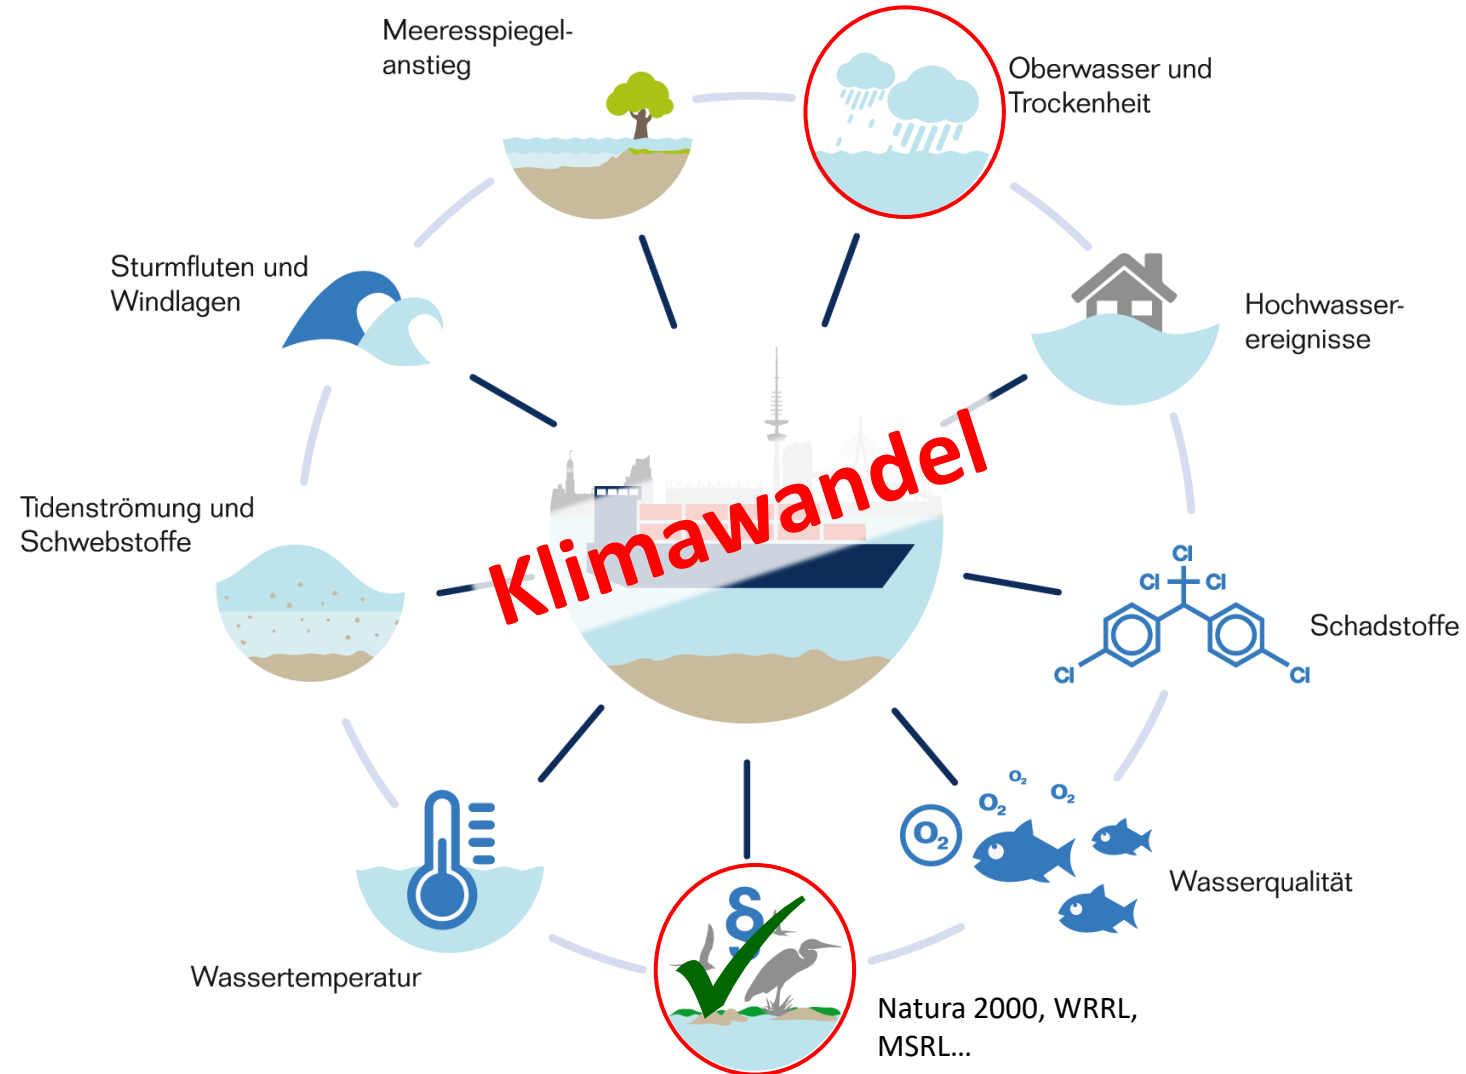 Meeresspiegel-
anstieg
Oberwasser und
Trockenheit
Sturmfluten und
Windlagen
Hochwasser-
ereignisse
Klimawandel
Tidenströmung und
Schwebstoffe
Cl
Cl Cl
Cl Cl
Schadstoffe
O₂
O₂ O₂
O₂
Wasserqualität
§
Wassertemperatur
Natura 2000, WRRL,
MSRL...